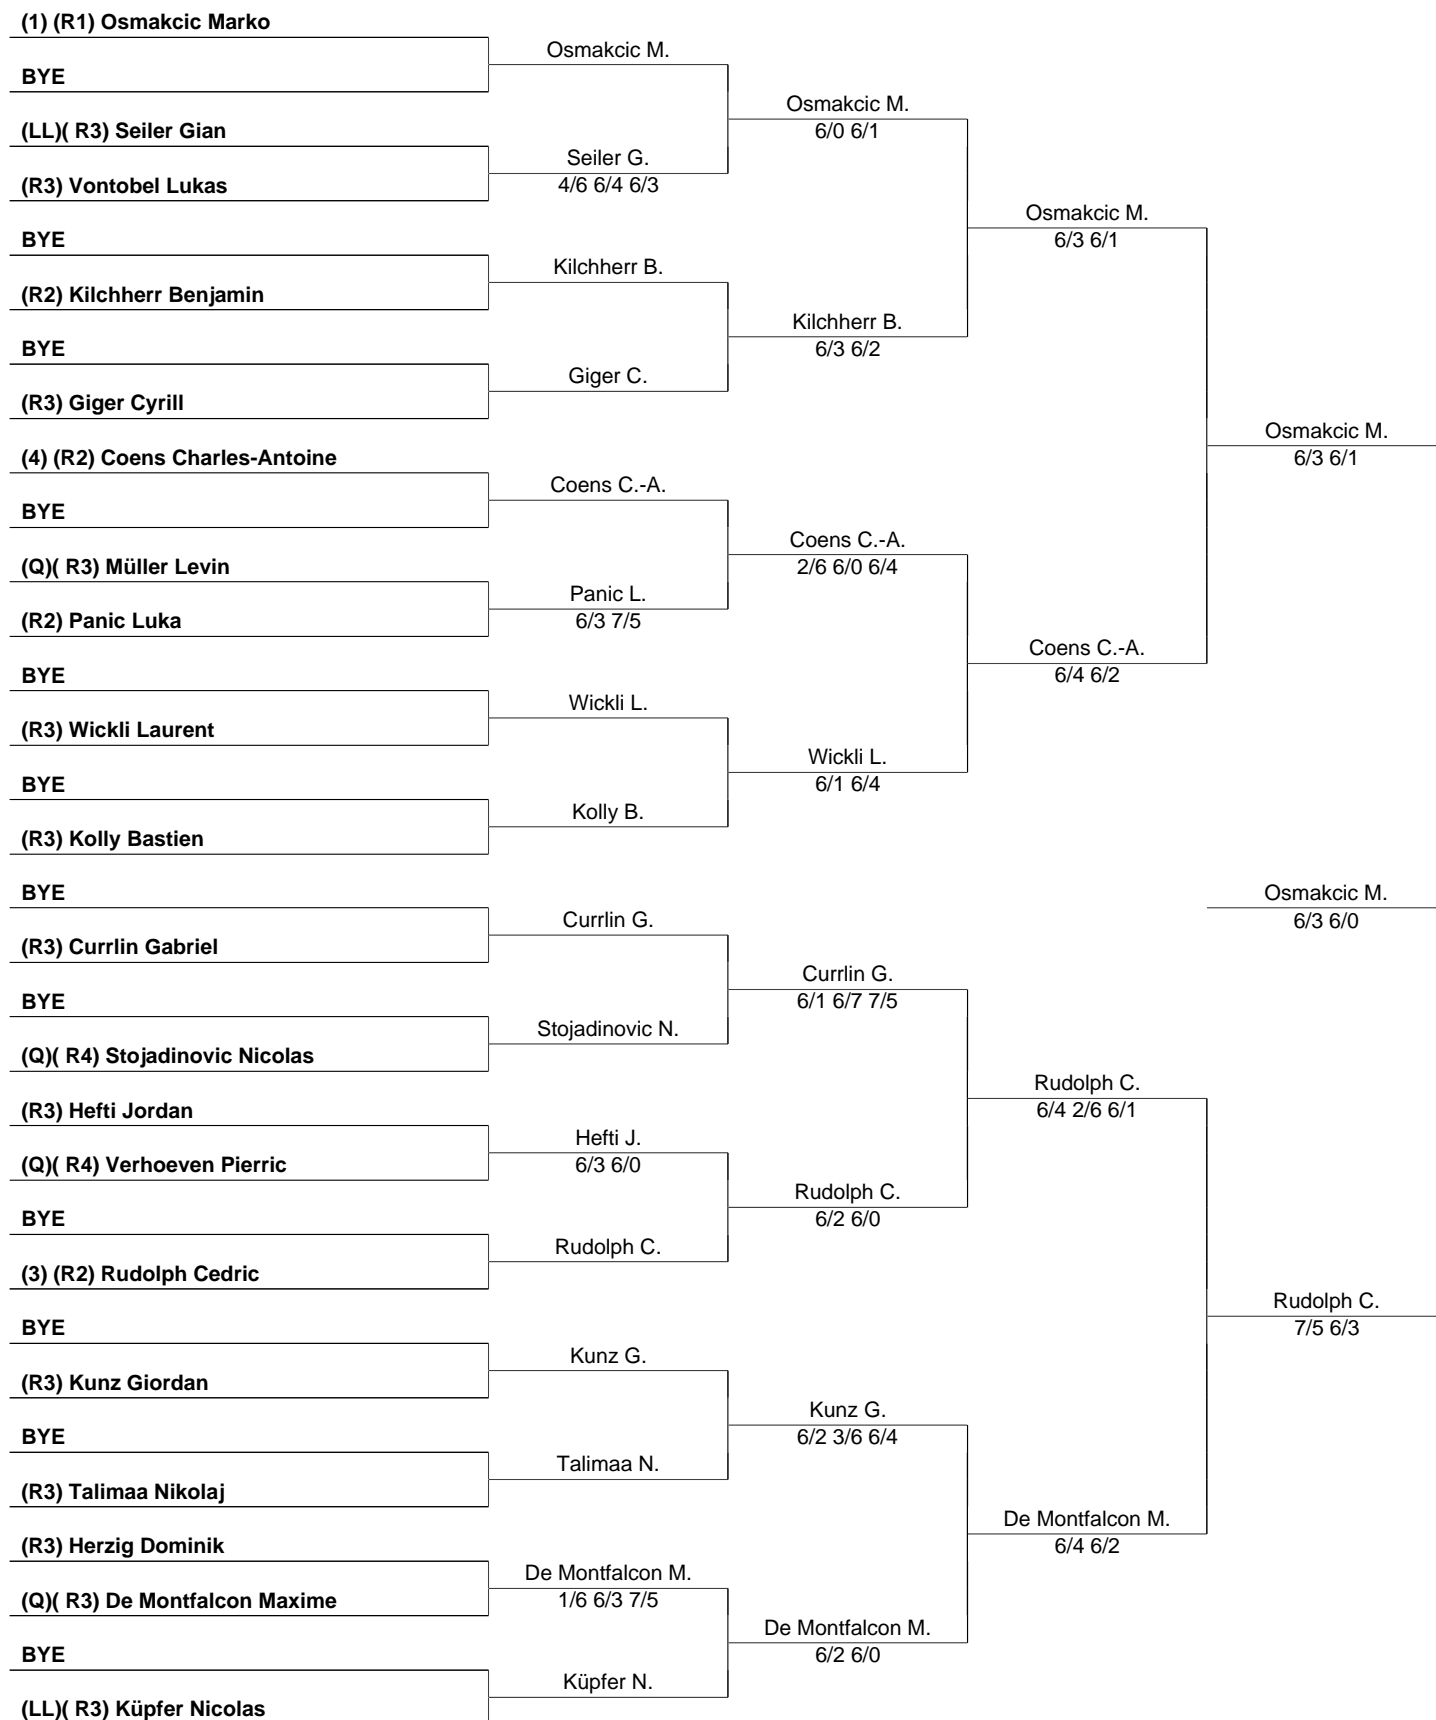 (1) (R1) Osmakcic Marko
Osmakcic M.
BYE
Osmakcic M.
6/0 6/1
(LL)( R3) Seiler Gian
Seiler G.
4/6 6/4 6/3
(R3) Vontobel Lukas
Osmakcic M.
6/3 6/1
BYE
Kilchherr B.
(R2) Kilchherr Benjamin
Kilchherr B.
6/3 6/2
BYE
Giger C.
(R3) Giger Cyrill
Osmakcic M.
6/3 6/1
(4) (R2) Coens Charles-Antoine
Coens C.-A.
BYE
Coens C.-A.
2/6 6/0 6/4
(Q)( R3) Müller Levin
Panic L.
6/3 7/5
(R2) Panic Luka
Coens C.-A.
6/4 6/2
BYE
Wickli L.
(R3) Wickli Laurent
Wickli L.
6/1 6/4
BYE
Kolly B.
(R3) Kolly Bastien
BYE
Osmakcic M.
6/3 6/0
Currlin G.
(R3) Currlin Gabriel
Currlin G.
6/1 6/7 7/5
BYE
Stojadinovic N.
(Q)( R4) Stojadinovic Nicolas
Rudolph C.
6/4 2/6 6/1
(R3) Hefti Jordan
Hefti J.
6/3 6/0
(Q)( R4) Verhoeven Pierric
Rudolph C.
6/2 6/0
BYE
Rudolph C.
(3) (R2) Rudolph Cedric
Rudolph C.
7/5 6/3
BYE
Kunz G.
(R3) Kunz Giordan
Kunz G.
6/2 3/6 6/4
BYE
Talimaa N.
(R3) Talimaa Nikolaj
De Montfalcon M.
6/4 6/2
(R3) Herzig Dominik
De Montfalcon M.
1/6 6/3 7/5
(Q)( R3) De Montfalcon Maxime
De Montfalcon M.
6/2 6/0
BYE
Küpfer N.
(LL)( R3) Küpfer Nicolas